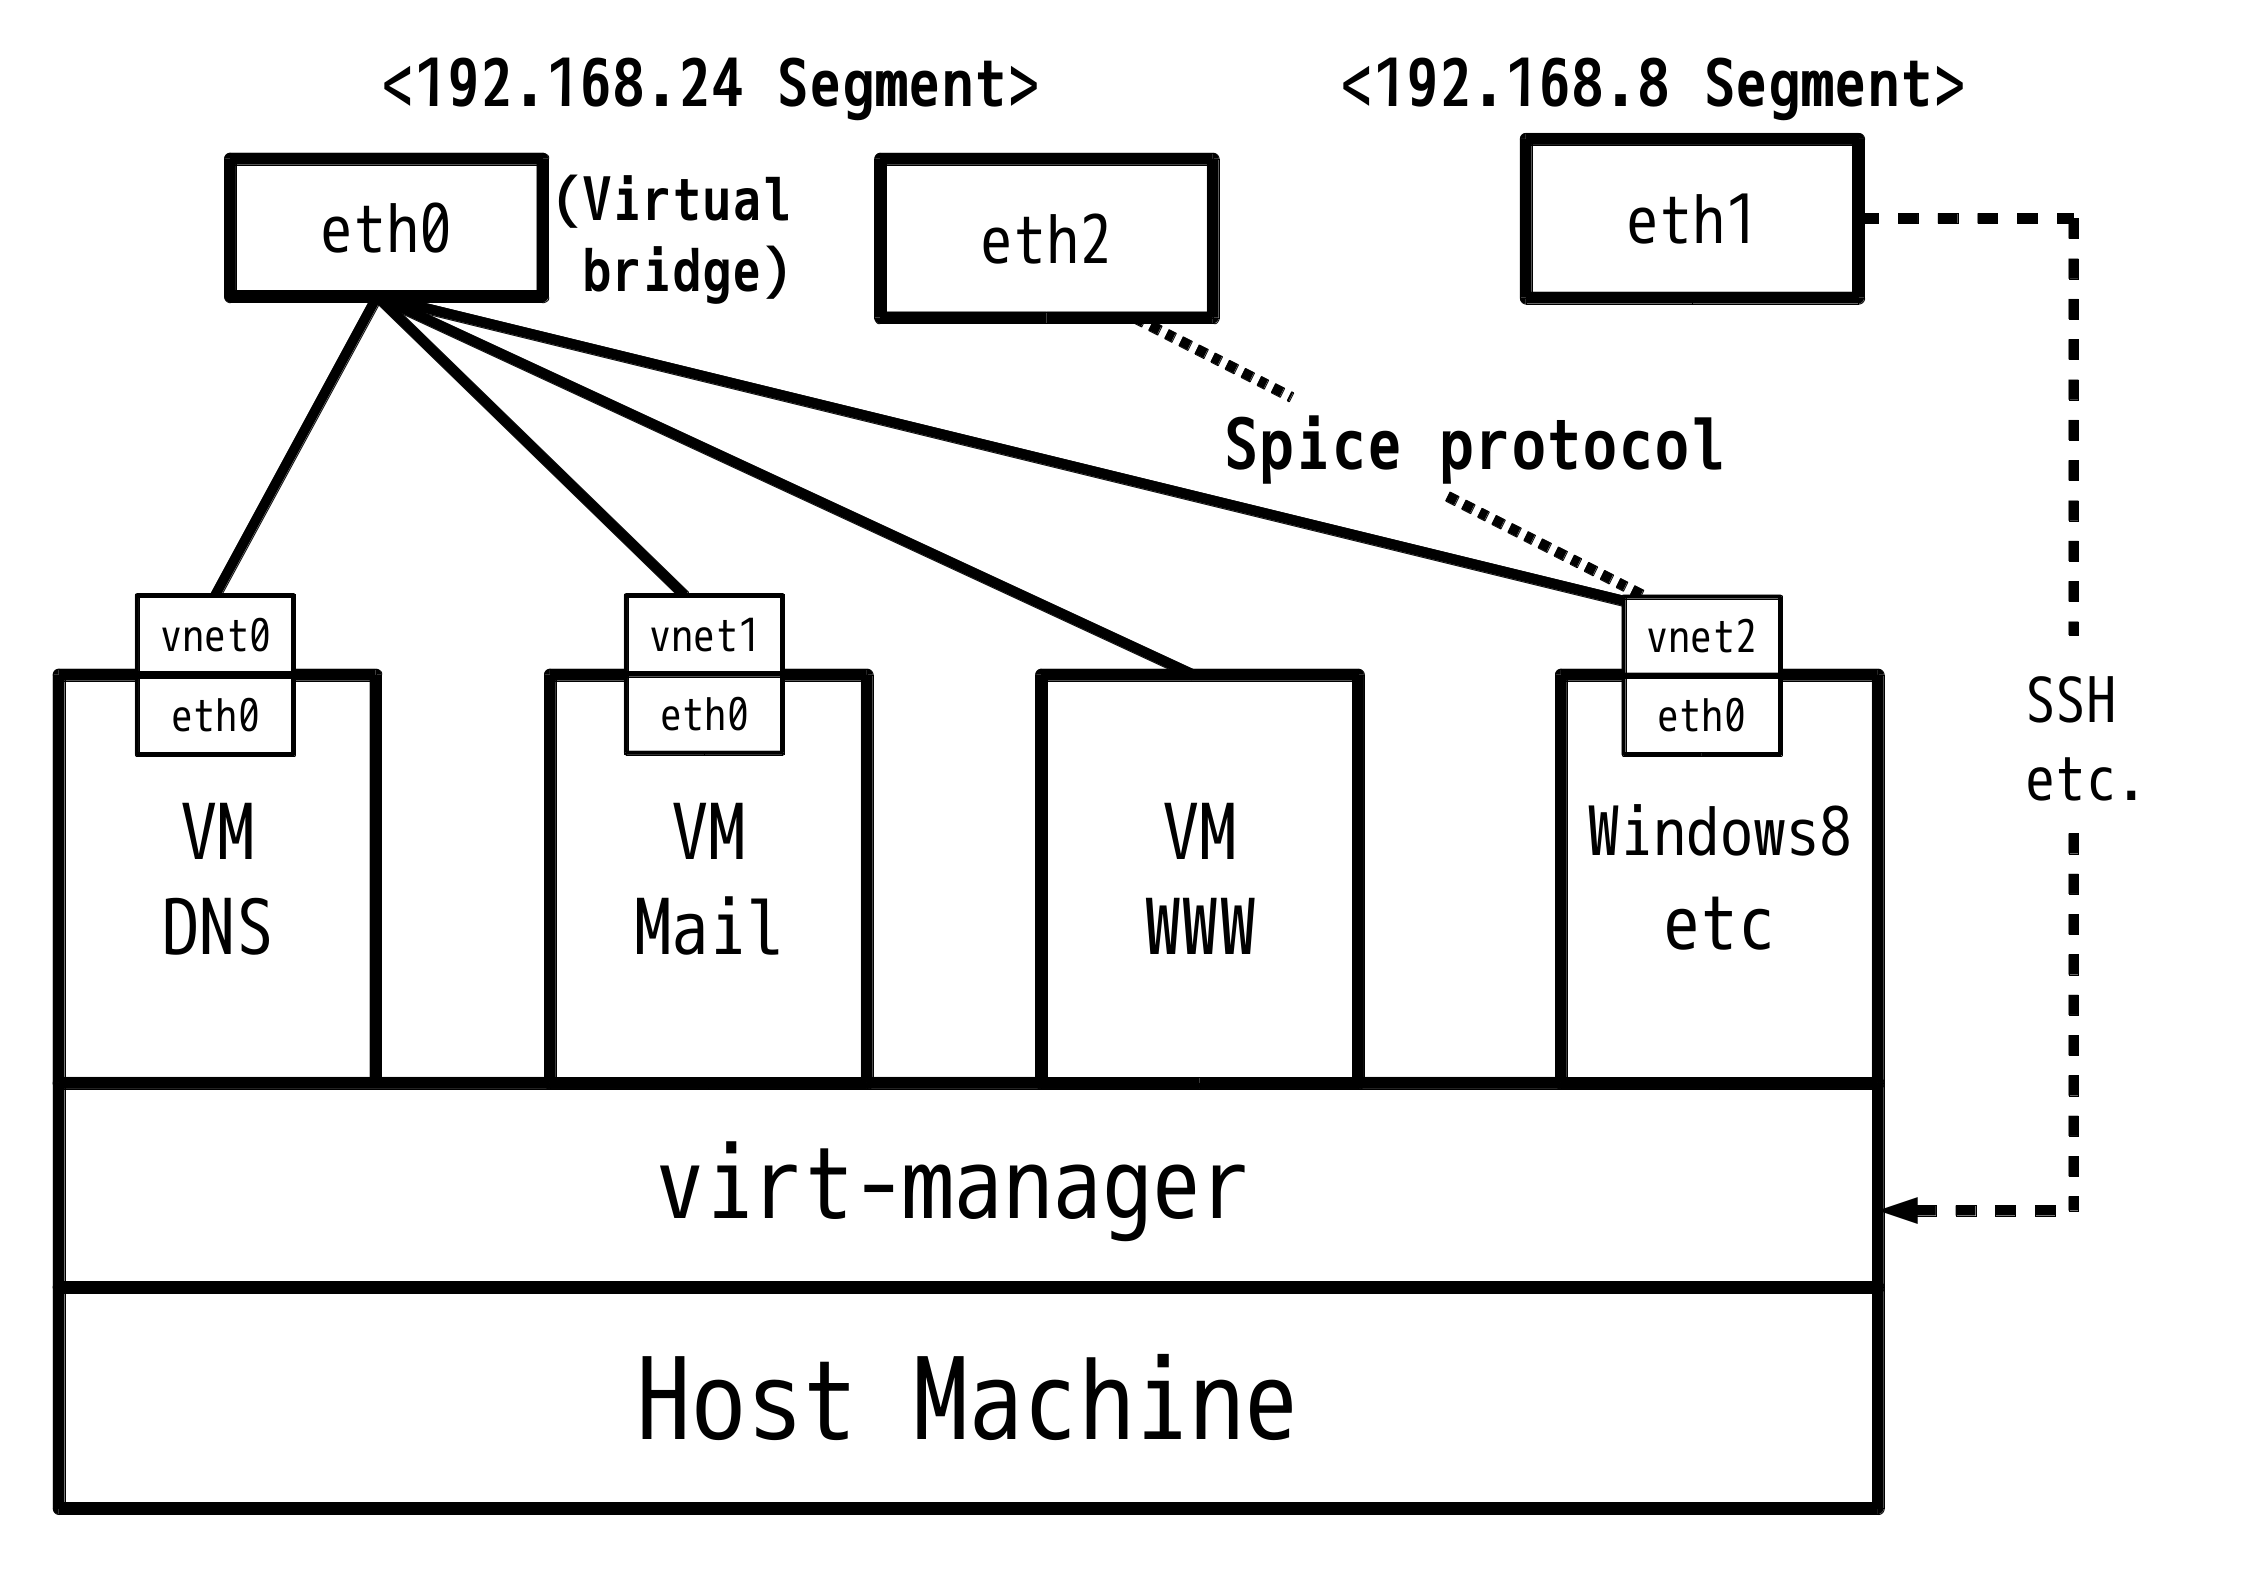 <192.168.24 Segment>
<192.168.8 Segment>
eth0
(Virtual
bridge)
eth2
eth1
Spice protocol
vnet0
eth0
vnet1
eth0
vnet2
eth0
SSH
etc.
VM
DNS
VM
Mail
VM
WWW
Windows8
etc
virt-manager
Host Machine